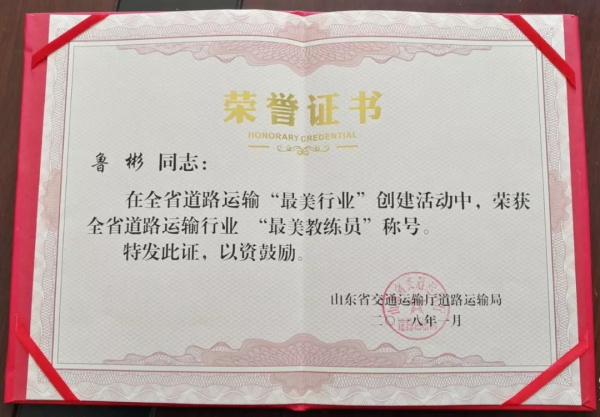 荣誉证书
HONORARY CREDENTIAL
鲁彬 同志：
在全省道路运输“最美行业”创建活动中，荣获
全省道路运输行业 “最美教练员”称号。
特发此证，以资鼓励。
山东省交通运输厅道路运输局
二〇一八年一月